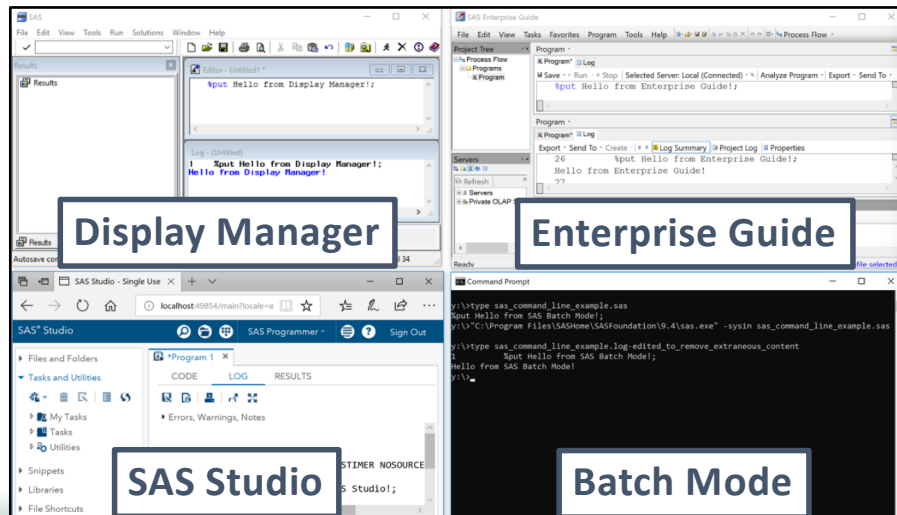 SAS
File Edit View Tools Run Solutions Window Help
Results
Results
Editor - Untitled1 *
%put Hello from Display Manager!;
Log - (Untitled)
1 %put Hello from Display Manager!;
Hello from Display Manager!
Display Manager
Results
Autosave
34
SAS Enterprise Guide
File Edit View Tasks Favorites Program Tools Help Process Flow
Project Tree
Process Flow
Programs
Program
Program
Program* Log
Save Run Stop Selected Server: Local (Connected) Analyze Program Export Send To
%put Hello from Enterprise Guide!;
Program
Program* Log
Export Send To Create Log Summary Project Log Properties
26 %put Hello from Enterprise Guide!;
Hello from Enterprise Guide!
27
Servers
Refresh
Servers
Private OLAP
Enterprise Guide
Ready
file selected
SAS Studio - Single Use
localhost:49854/main?locale=e
SAS® Studio
SAS Programmer
Sign Out
Files and Folders
Tasks and Utilities
My Tasks
Tasks
Utilities
Snippets
Libraries
File Shortcuts
*Program 1
CODE LOG RESULTS
Errors, Warnings, Notes
STIMER NOSOURCE
S Studio!;
SAS Studio
Command Prompt
y:\>type sas_command_line_example.sas
%put Hello from SAS Batch Mode!;
y:\>"C:\Program Files\SASHome\SASFoundation\9.4\sas.exe" -sysin sas_command_line_example.sas
y:\>type sas_command_line_example.log-edited_to_remove_extraneous_content
1 %put Hello from SAS Batch Mode!;
Hello from SAS Batch Mode!
y:\>
Batch Mode